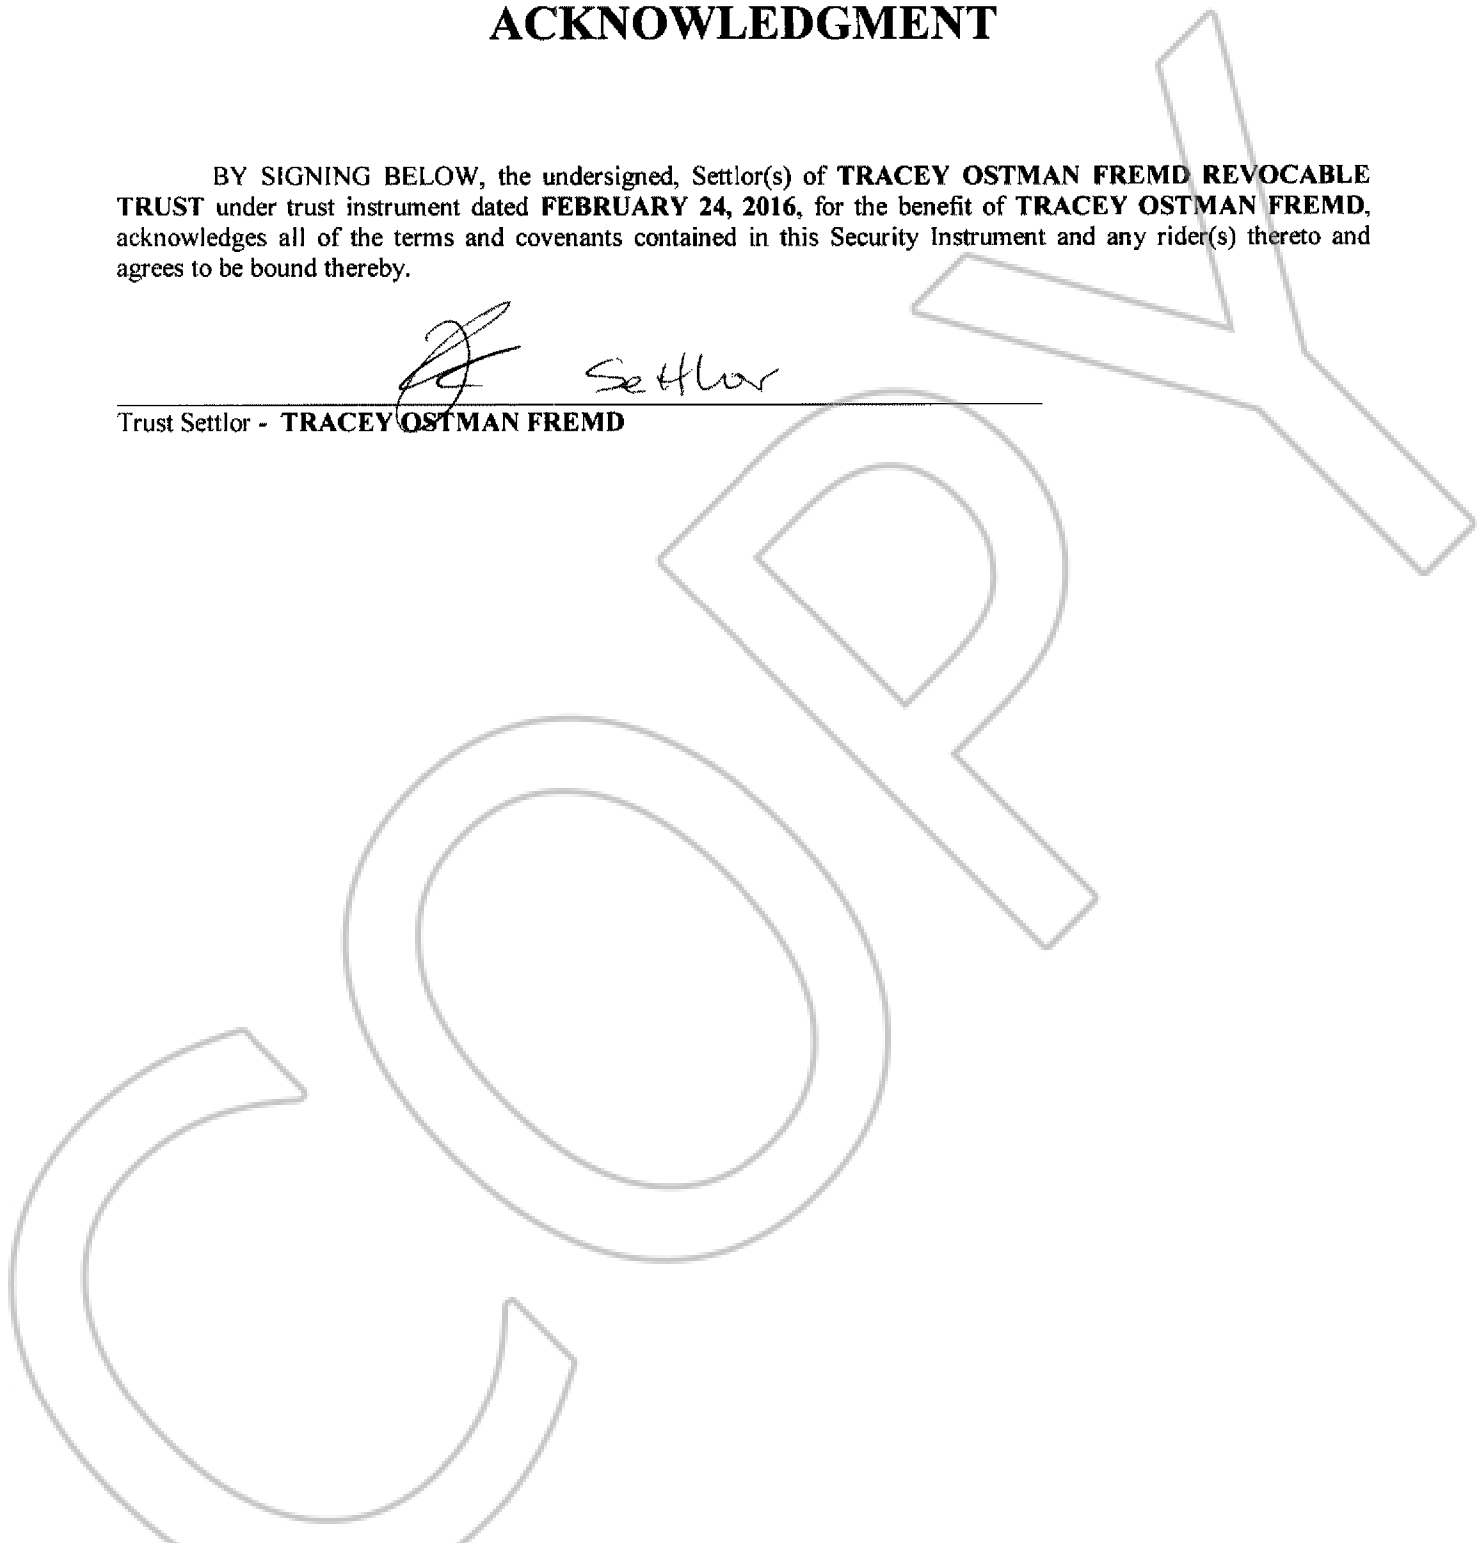 ACKNOWLEDGMENT
BY SIGNING BELOW, the undersigned, Settlor(s) of TRACEY OSTMAN FREMD REVOCABLE
TRUST under trust instrument dated FEBRUARY 24, 2016, for the benefit of TRACEY OSTMAN FREMD,
acknowledges all of the terms and covenants contained in this Security Instrument and any rider(s) thereto and
agrees to be bound thereby.
Settlor
Trust Settlor - TRACEY OSTMAN FREMD
COPY